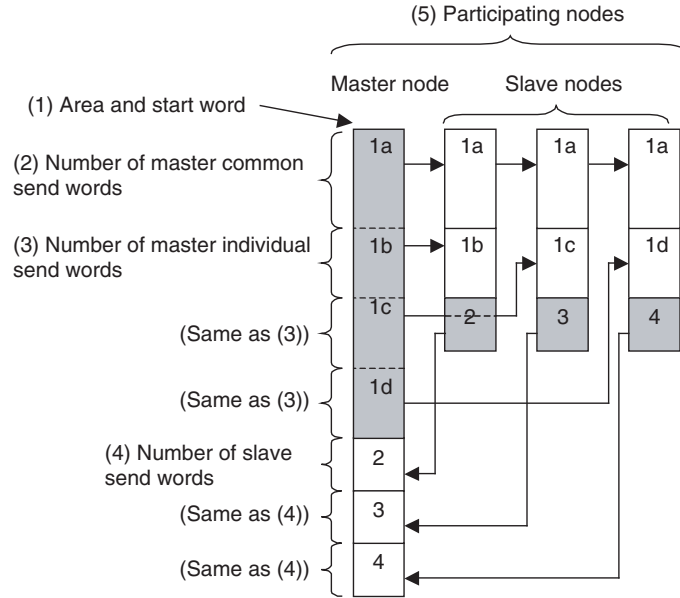 (5) Participating nodes
Master node
Slave nodes
(1) Area and start word
(2) Number of master common
send words
(3) Number of master individual
send words
(Same as (3))
(Same as (3))
(4) Number of slave
send words
(Same as (4))
(Same as (4))
1a
1a
1a
1a
1b
1b
1c
1d
1c
2
3
4
1d
2
3
4